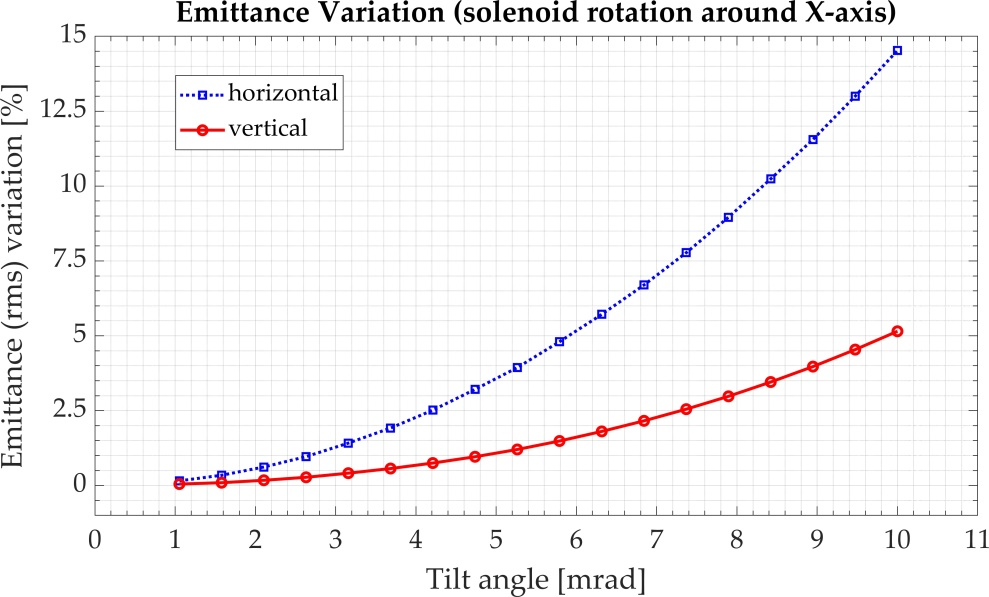 Emittance Variation (solenoid rotation around X-axis)
15
12.5
10
7.5
5
2.5
0
Emittance (rms) variation [%]
horizontal
vertical
0 1 2 3 4 5 6 7 8 9 10 11
Tilt angle [mrad]